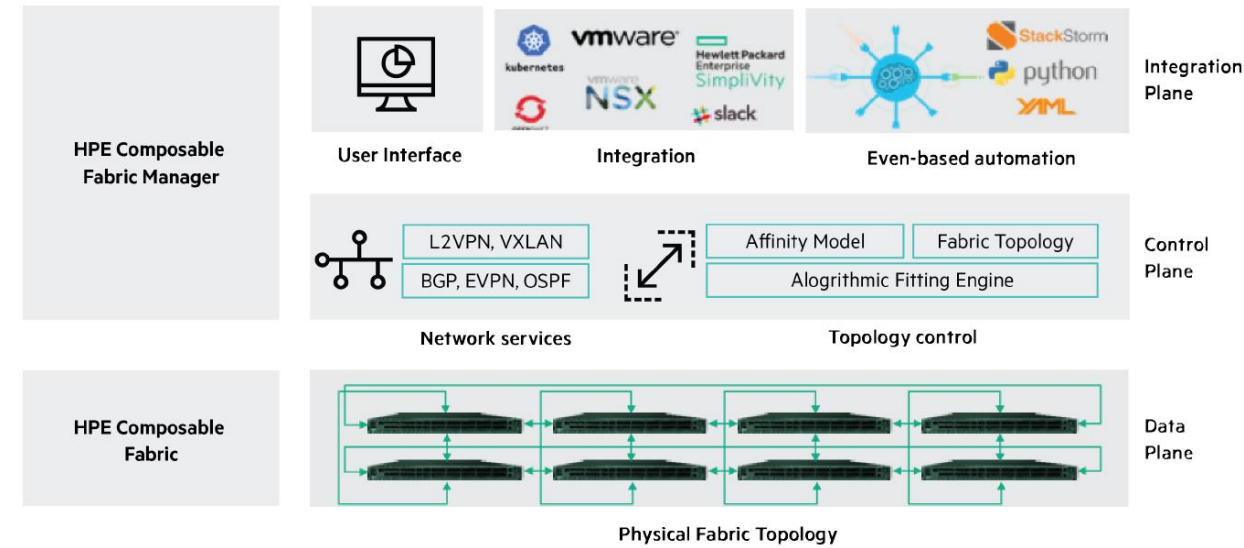 HPE Composable
Fabric Manager
kubernetes
vmware
Hewlett Packard
Enterprise
SimpliVity
vmware
NSX
slack
StackStorm
python
YAML
Integration
Plane
User Interface
Integration
Even-based automation
L2VPN, VXLAN
BGP, EVPN, OSPF
Affinity Model
Fabric Topology
Alogrithmic Fitting Engine
Control
Plane
Network services
Topology control
HPE Composable
Fabric
Data
Plane
Physical Fabric Topology